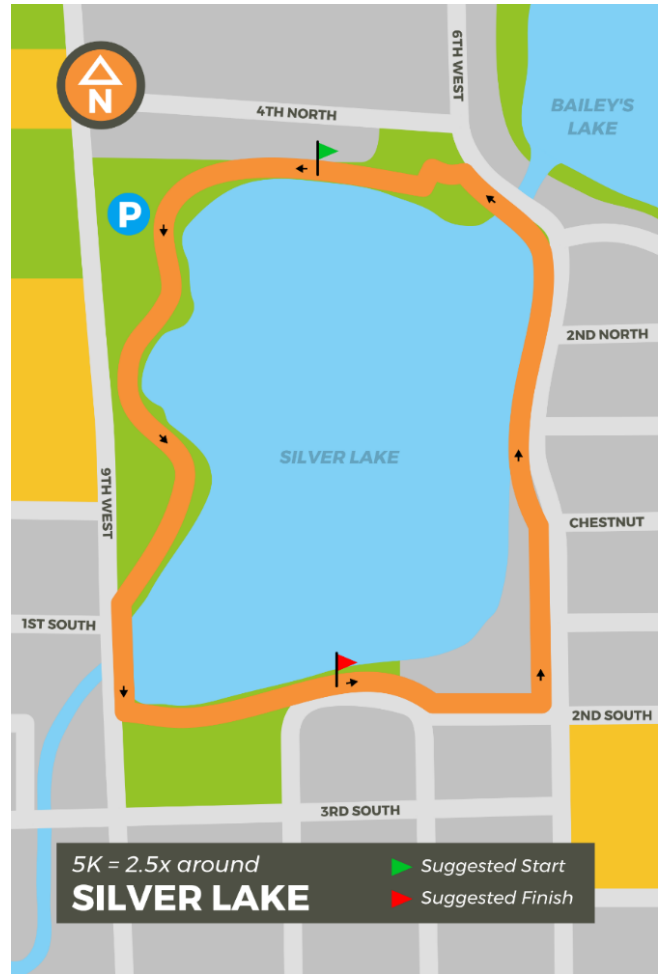 N
4TH NORTH
6TH WEST
BAILEY'S
LAKE
P
2ND NORTH
SILVER LAKE
9TH WEST
CHESTNUT
1ST SOUTH
2ND SOUTH
3RD SOUTH
5K = 2.5x around
SILVER LAKE
Suggested Start
Suggested Finish